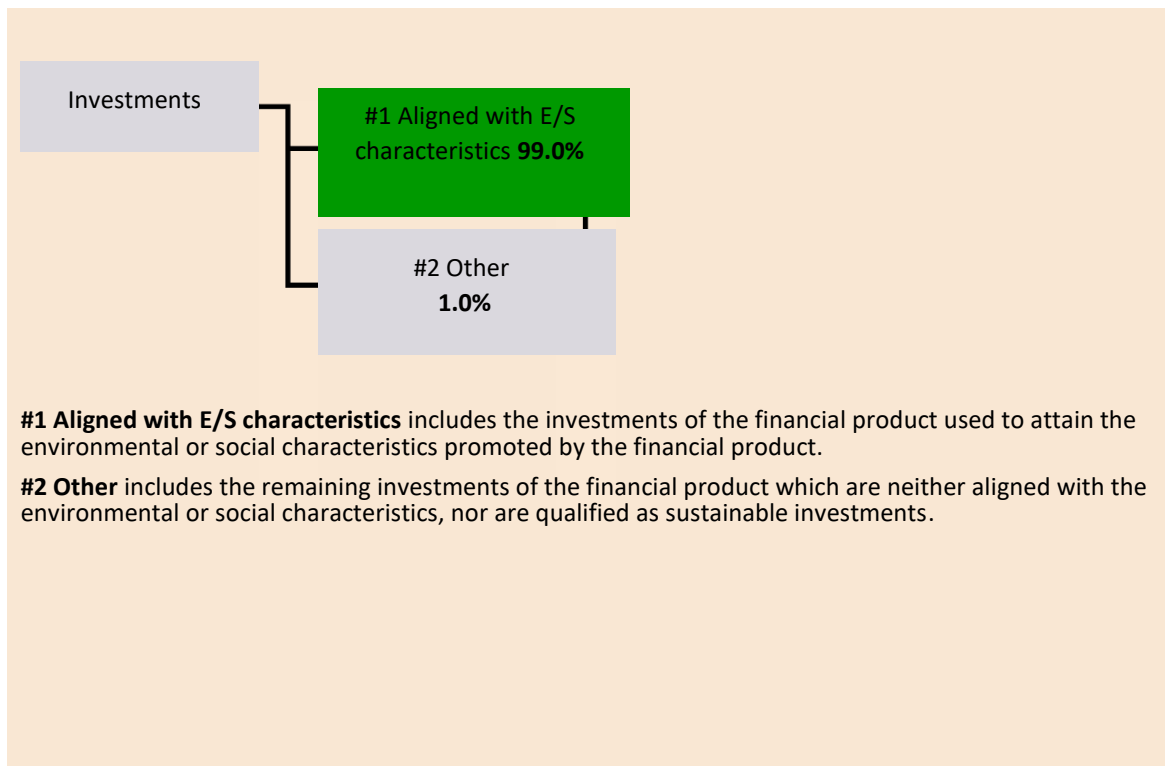 Investments
#1 Aligned with E/S
characteristics 99.0%
#2 Other
1.0%
#1 Aligned with E/S characteristics includes the investments of the financial product used to attain the
environmental or social characteristics promoted by the financial product.
#2 Other includes the remaining investments of the financial product which are neither aligned with the
environmental or social characteristics, nor are qualified as sustainable investments.